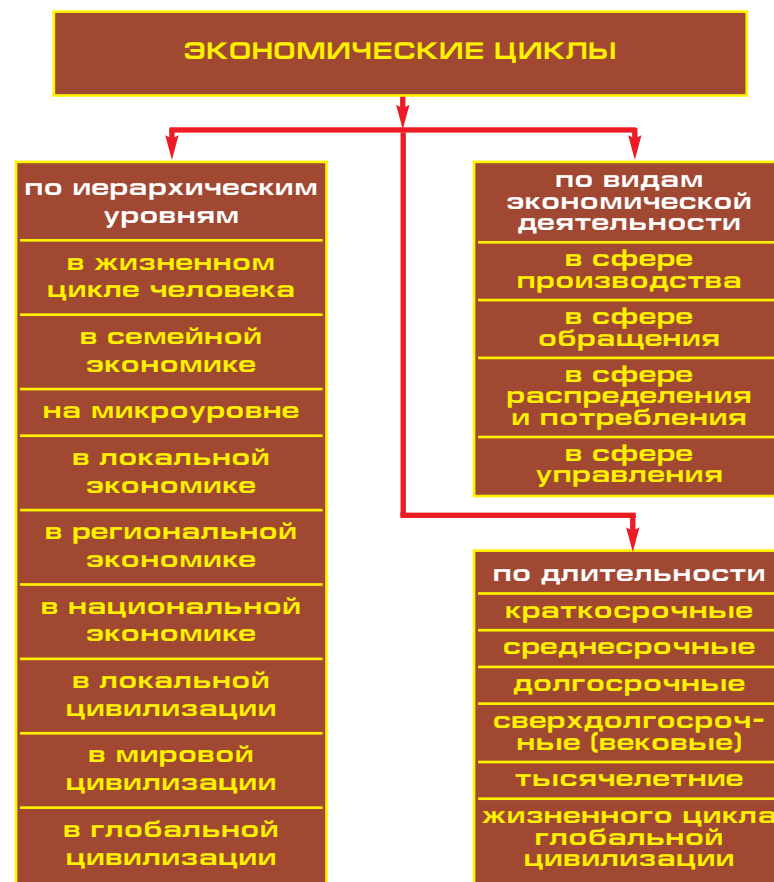 ЭКОНОМИЧЕСКИЕ ЦИКЛЫ
по иерархическим
уровням
в жизненном
цикле человека
в семейной
экономике
на микроуровне
в локальной
экономике
в региональной
экономике
в национальной
экономике
в локальной
цивилизации
в мировой
цивилизации
в глобальной
цивилизации
по видам
экономической
деятельности
в сфере
производства
в сфере
обращения
в сфере
распределения
и потребления
в сфере
управления
по длительности
краткосрочные
среднесрочные
долгосрочные
сверхдолгосроч-
ные (вековые)
тысячелетние
жизненного цикла
глобальной
цивилизации